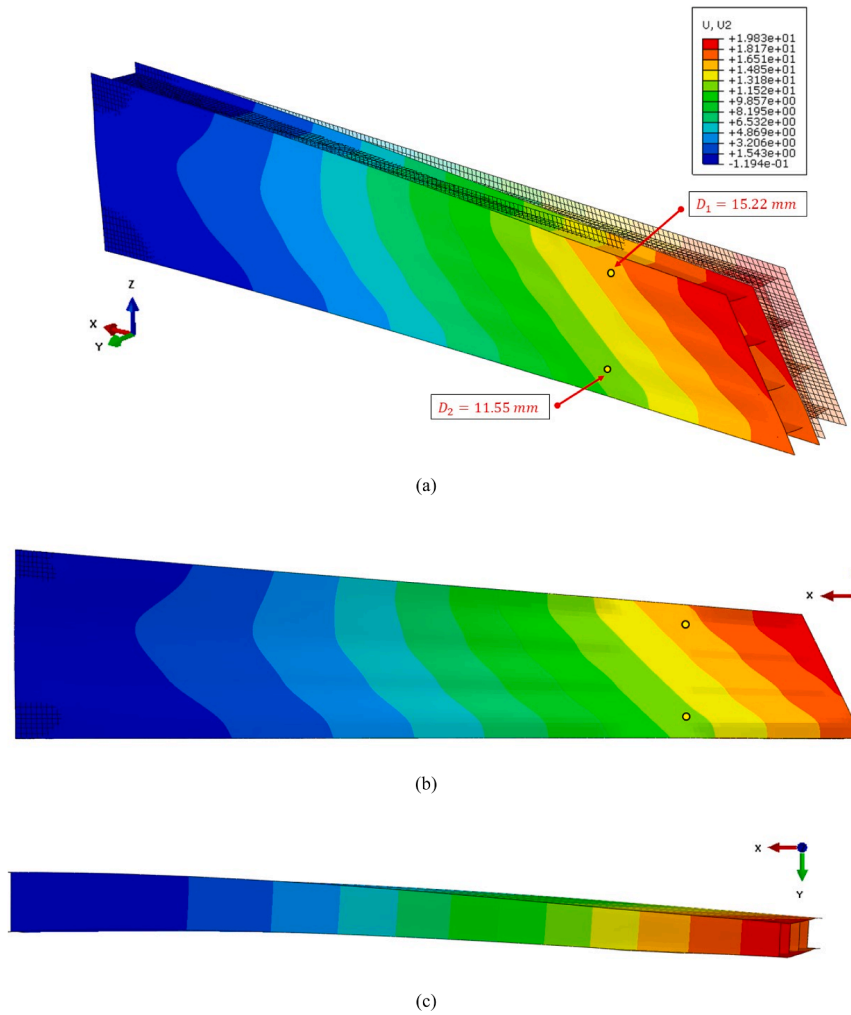 U, U2
+1.983e+01
+1.817e+01
+1.651e+01
+1.485e+01
+1.318e+01
+1.152e+01
+9.857e+00
+8.195e+00
+6.532e+00
+4.869e+00
+3.206e+00
+1.543e+00
-1.194e-01
D₁ = 15.22 mm
Z
X
Y
D₂ = 11.55 mm
(a)
X
(b)
X
Y
(c)